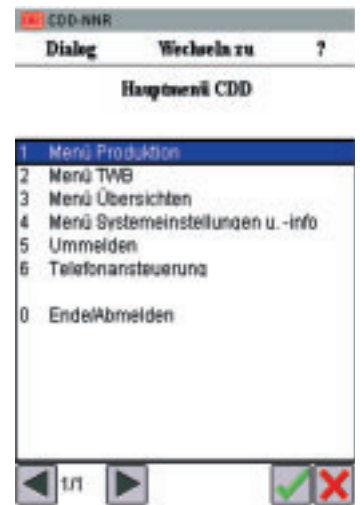 DB CDD-NNR
Dialog Wechseln zu ?
Hauptmenü CDD
1 Menü Produktion
2 Menü TWB
3 Menü Übersichten
4 Menü Systemeinstellungen u. -info
5 Ummelden
6 Telefonansteuerung
0 Ende/Abmelden
1/1